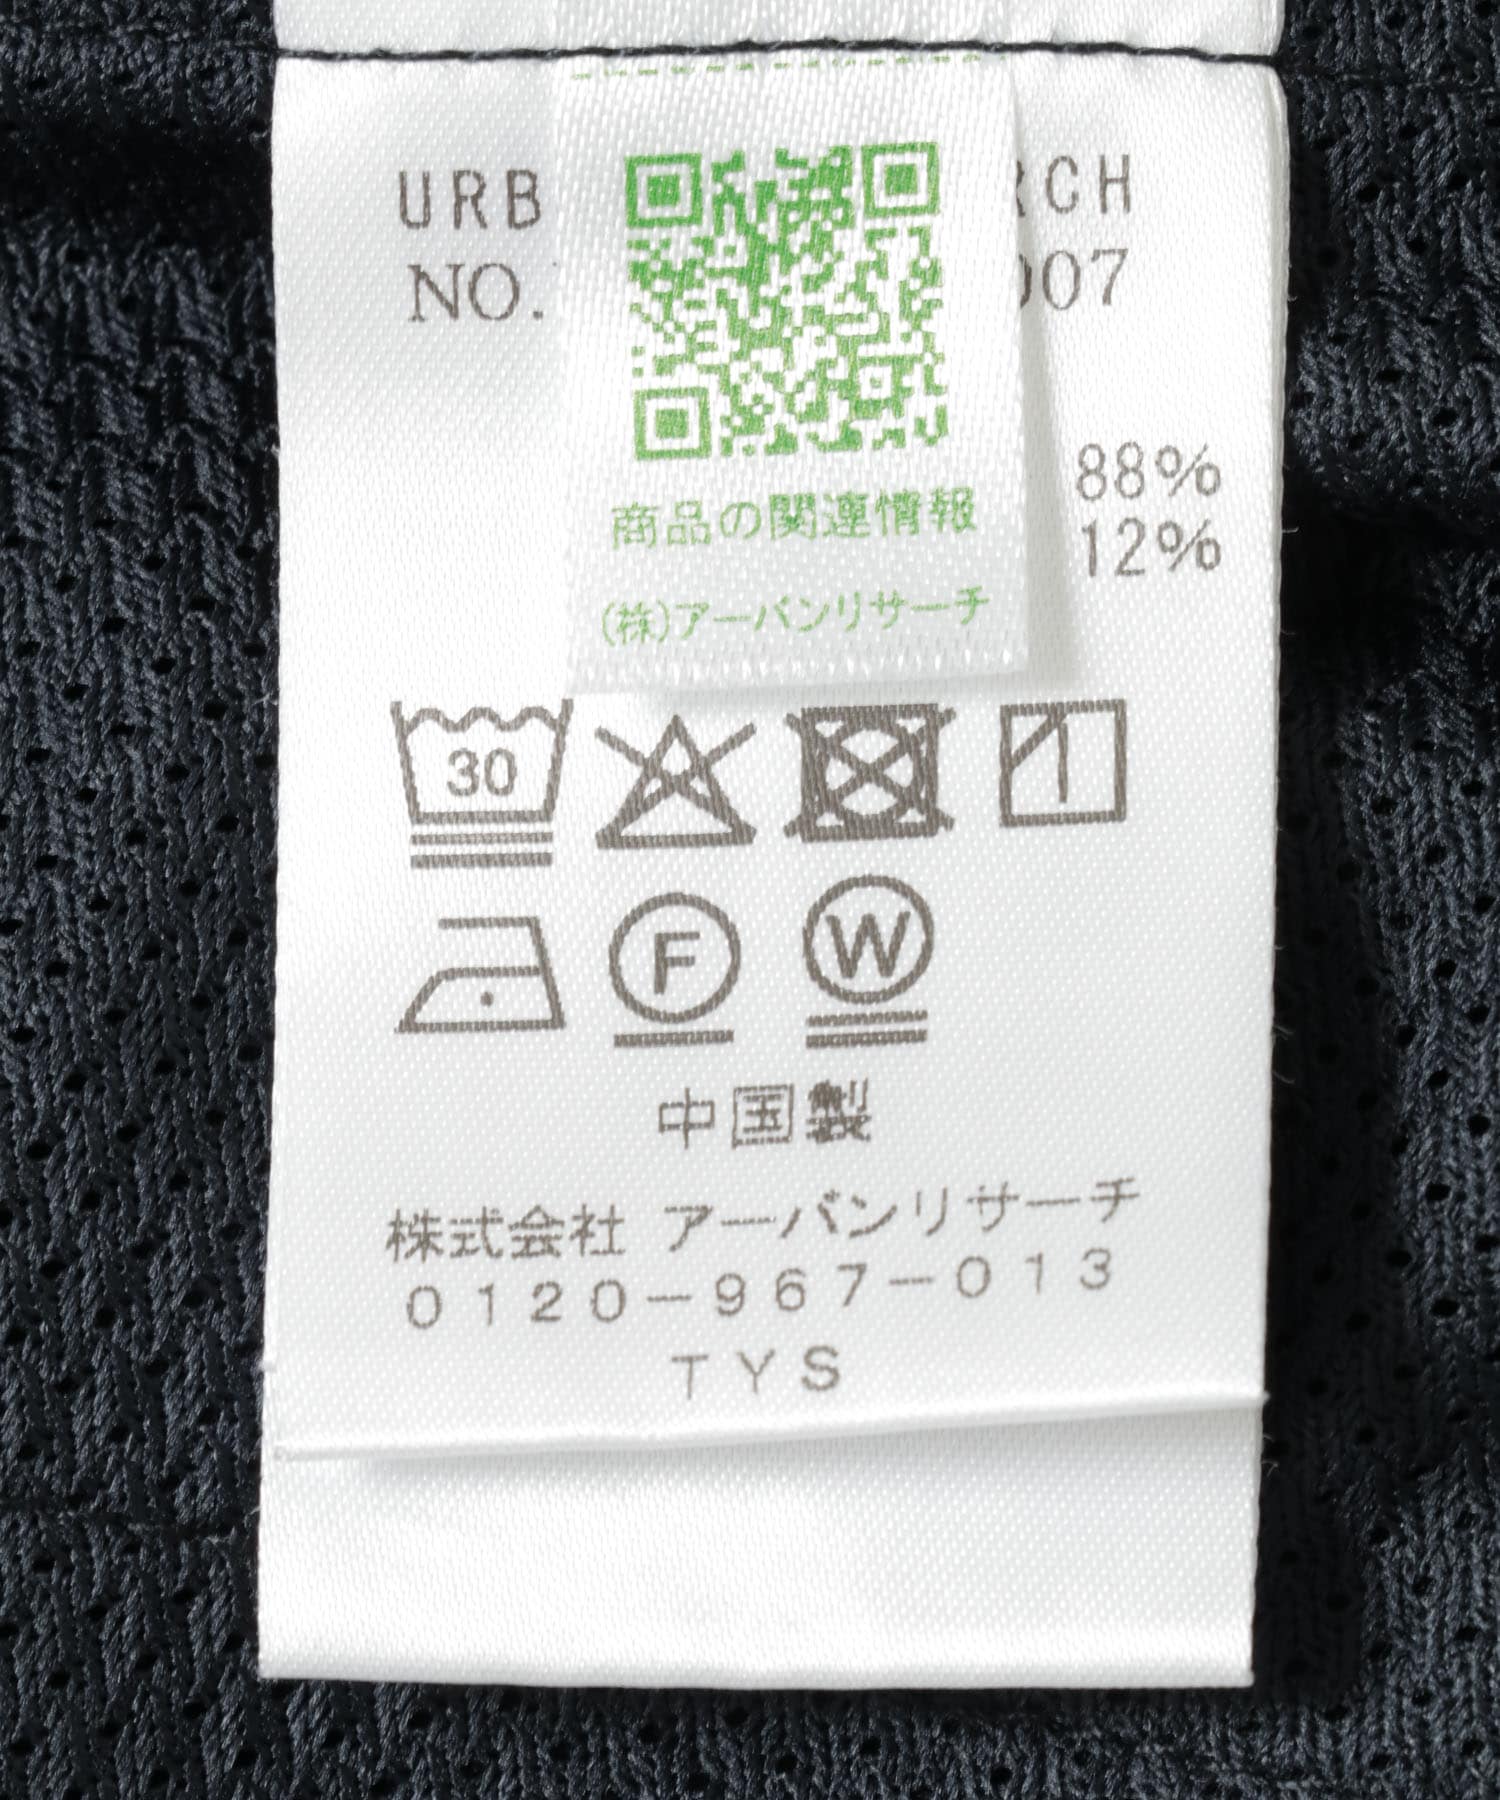 URB RCH
NO. 007
88%
12%
商品の関連情報
(株)アーバンリサーチ
30
F
W
中国製
株式会社 アーバンリサーチ
0120-967-013
TYS